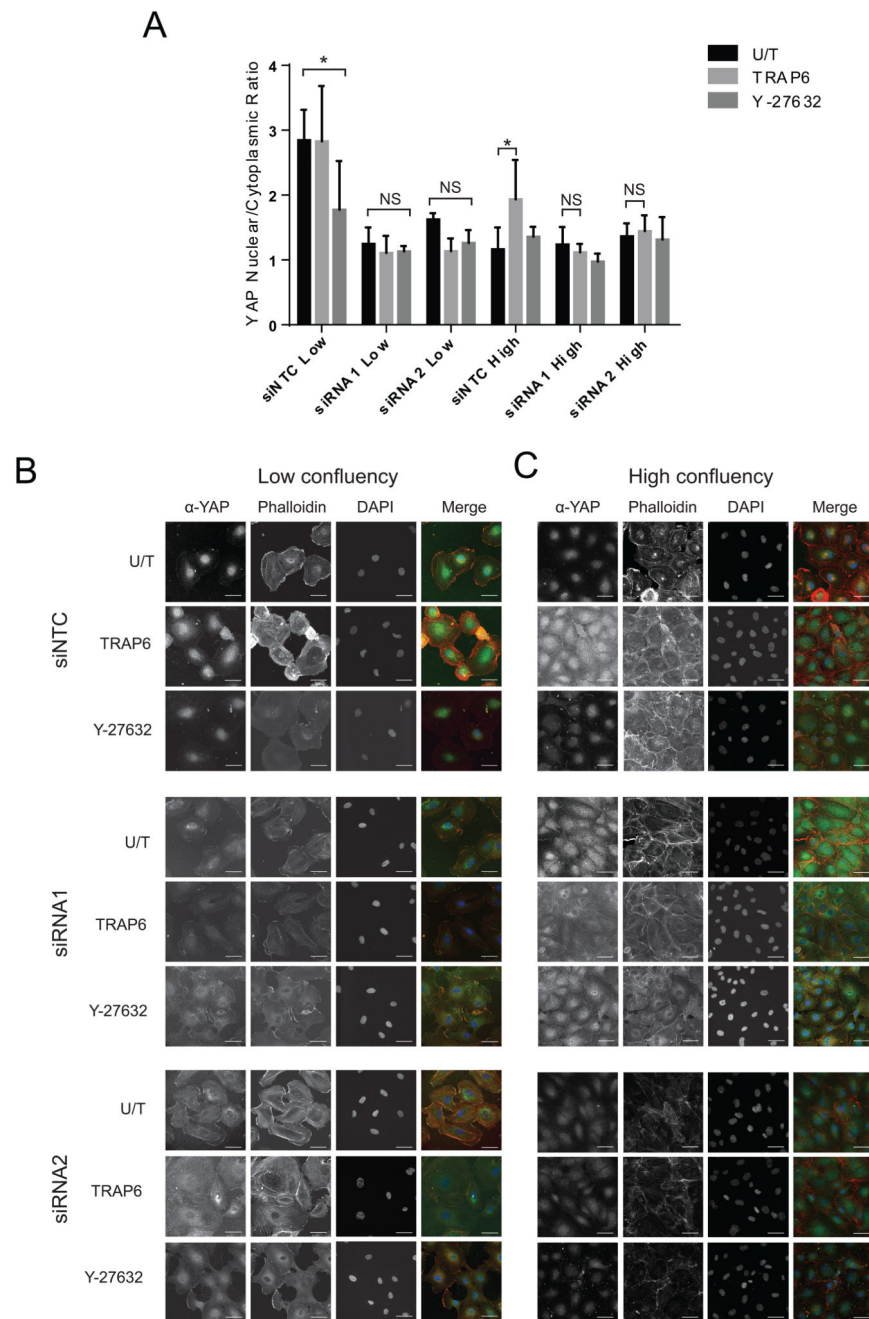 A
YAP Nuclear/Cytoplasmic Ratio
4
3
2
1
0
*
NS
NS
*
NS
NS
U/T
TRAP6
Y-27632
siNTC Low
siRNA1 Low
siRNA2 Low
siNTC High
siRNA1 High
siRNA2 High
B
Low confluency
α-YAP Phalloidin DAPI Merge
siNTC
U/T
TRAP6
Y-27632
siRNA1
U/T
TRAP6
Y-27632
siRNA2
U/T
TRAP6
Y-27632
C
High confluency
α-YAP Phalloidin DAPI Merge